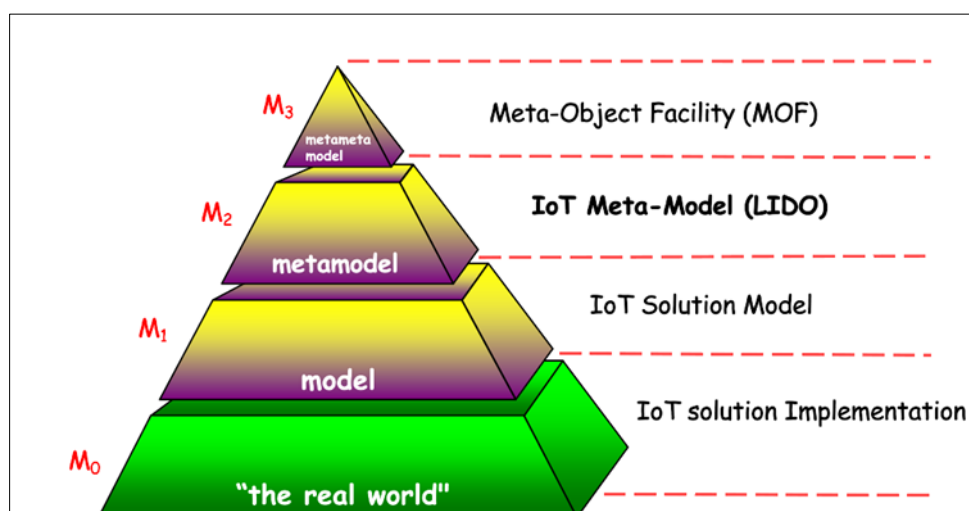 M3
metameta
model
Meta-Object Facility (MOF)
M2
metamodel
IoT Meta-Model (LIDO)
M1
model
IoT Solution Model
M0
“the real world"
IoT solution Implementation